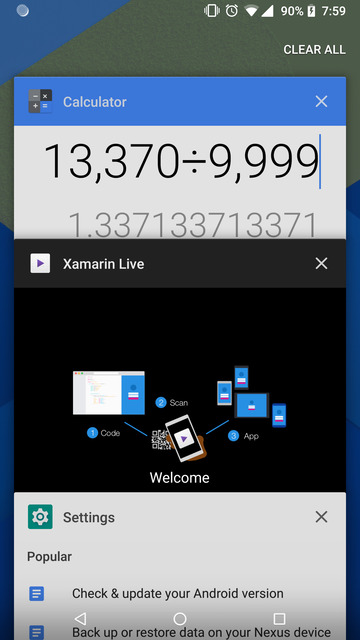 90% 7:59
CLEAR ALL
Calculator
13,370÷9,999
1.337133713371
Xamarin Live
1 Code
2 Scan
3 App
Welcome
Settings
Popular
Check & update your Android version
Back up or restore data on your Nexus device